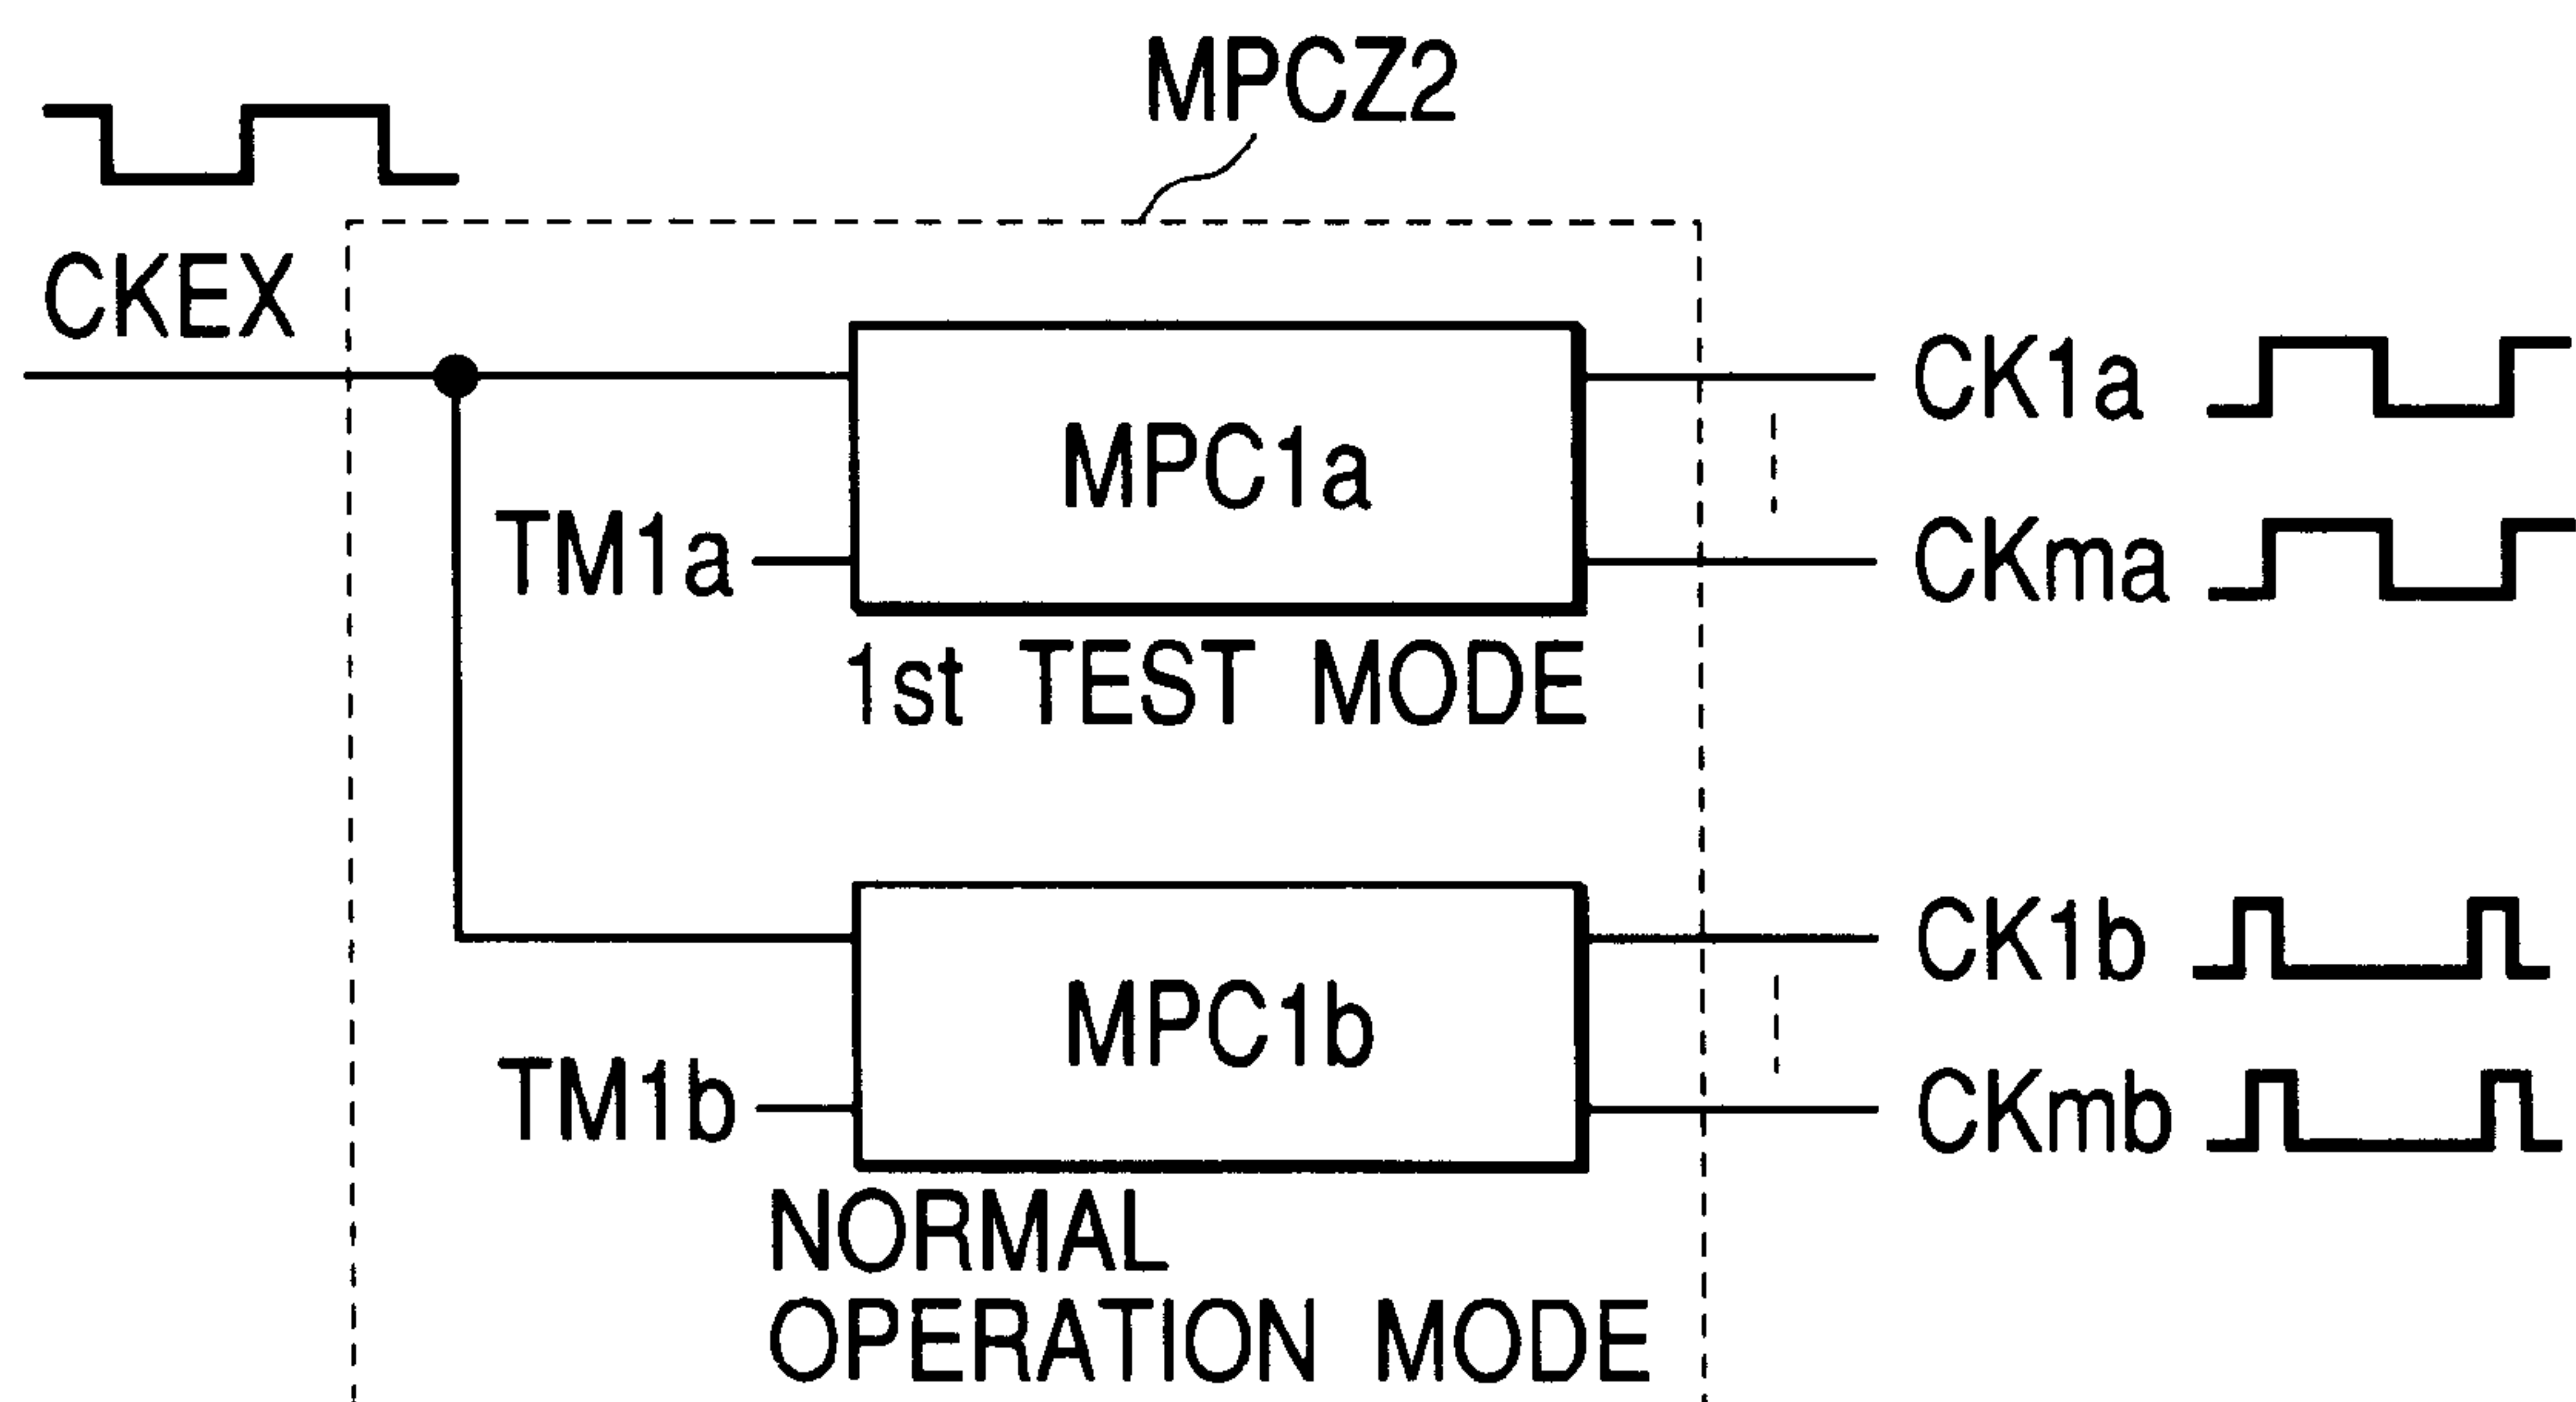 MPCZ2
CKEX
MPC1a
CK1a
TM1a
CKma
1st TEST MODE
MPC1b
CK1b
TM1b
CKmb
NORMAL
OPERATION MODE